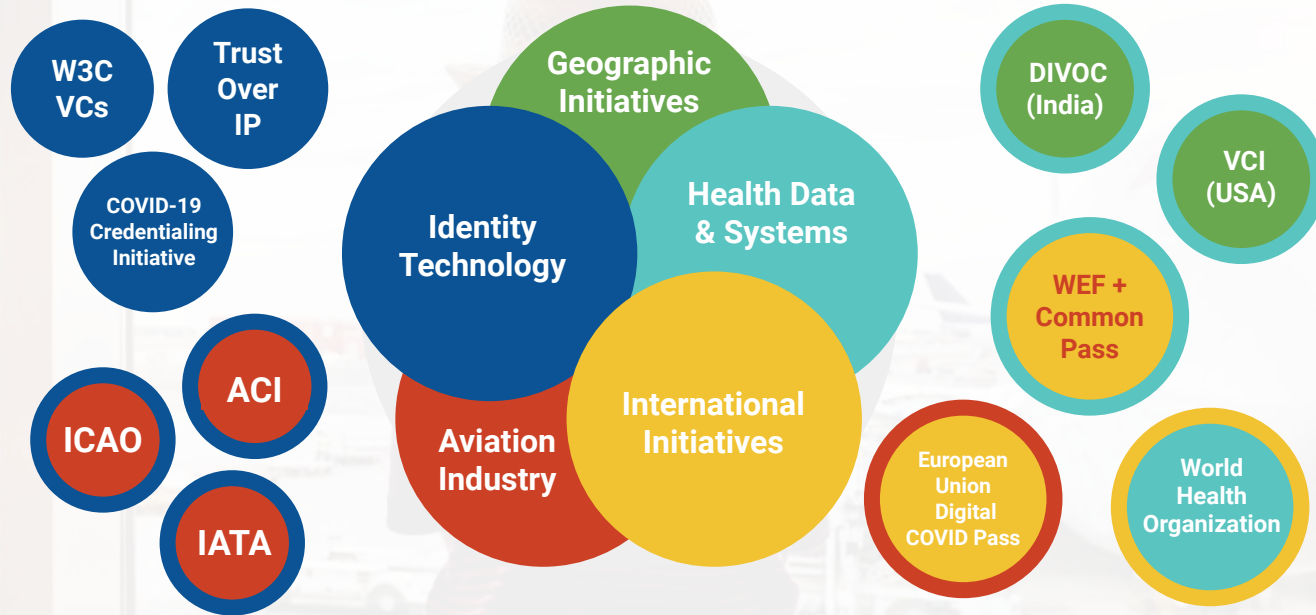 W3C
VCs
Trust
Over
IP
COVID-19
Credentialing
Initiative
ACI
ICAO
IATA
Geographic
Initiatives
Identity
Technology
Health Data
& Systems
Aviation
Industry
International
Initiatives
DIVOC
(India)
VCI
(USA)
WEF +
Common
Pass
European
Union
Digital
COVID Pass
World
Health
Organization